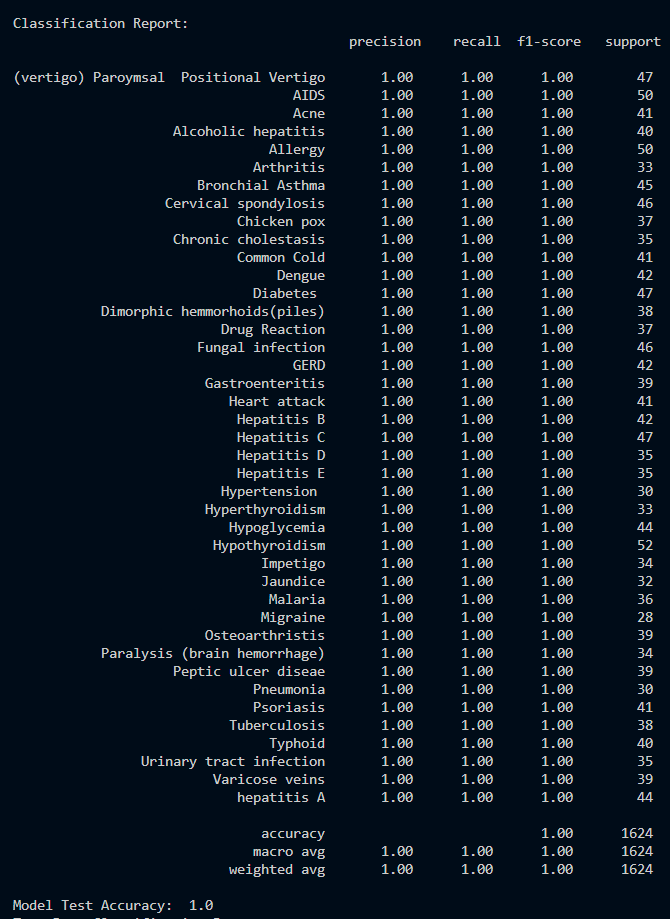 Classification Report:
precision recall f1-score support
(vertigo) Paroymsal  Positional Vertigo 1.00 1.00 1.00 47
AIDS 1.00 1.00 1.00 50
Acne 1.00 1.00 1.00 41
Alcoholic hepatitis 1.00 1.00 1.00 40
Allergy 1.00 1.00 1.00 50
Arthritis 1.00 1.00 1.00 33
Bronchial Asthma 1.00 1.00 1.00 45
Cervical spondylosis 1.00 1.00 1.00 46
Chicken pox 1.00 1.00 1.00 37
Chronic cholestasis 1.00 1.00 1.00 35
Common Cold 1.00 1.00 1.00 41
Dengue 1.00 1.00 1.00 42
Diabetes 1.00 1.00 1.00 47
Dimorphic hemmorhoids(piles) 1.00 1.00 1.00 38
Drug Reaction 1.00 1.00 1.00 37
Fungal infection 1.00 1.00 1.00 46
GERD 1.00 1.00 1.00 42
Gastroenteritis 1.00 1.00 1.00 39
Heart attack 1.00 1.00 1.00 41
Hepatitis B 1.00 1.00 1.00 42
Hepatitis C 1.00 1.00 1.00 47
Hepatitis D 1.00 1.00 1.00 35
Hepatitis E 1.00 1.00 1.00 35
Hypertension 1.00 1.00 1.00 30
Hyperthyroidism 1.00 1.00 1.00 33
Hypoglycemia 1.00 1.00 1.00 44
Hypothyroidism 1.00 1.00 1.00 52
Impetigo 1.00 1.00 1.00 34
Jaundice 1.00 1.00 1.00 32
Malaria 1.00 1.00 1.00 36
Migraine 1.00 1.00 1.00 28
Osteoarthristis 1.00 1.00 1.00 39
Paralysis (brain hemorrhage) 1.00 1.00 1.00 34
Peptic ulcer diseae 1.00 1.00 1.00 39
Pneumonia 1.00 1.00 1.00 30
Psoriasis 1.00 1.00 1.00 41
Tuberculosis 1.00 1.00 1.00 38
Typhoid 1.00 1.00 1.00 40
Urinary tract infection 1.00 1.00 1.00 35
Varicose veins 1.00 1.00 1.00 39
hepatitis A 1.00 1.00 1.00 44
accuracy 1.00 1624
macro avg 1.00 1.00 1.00 1624
weighted avg 1.00 1.00 1.00 1624
Model Test Accuracy:  1.0